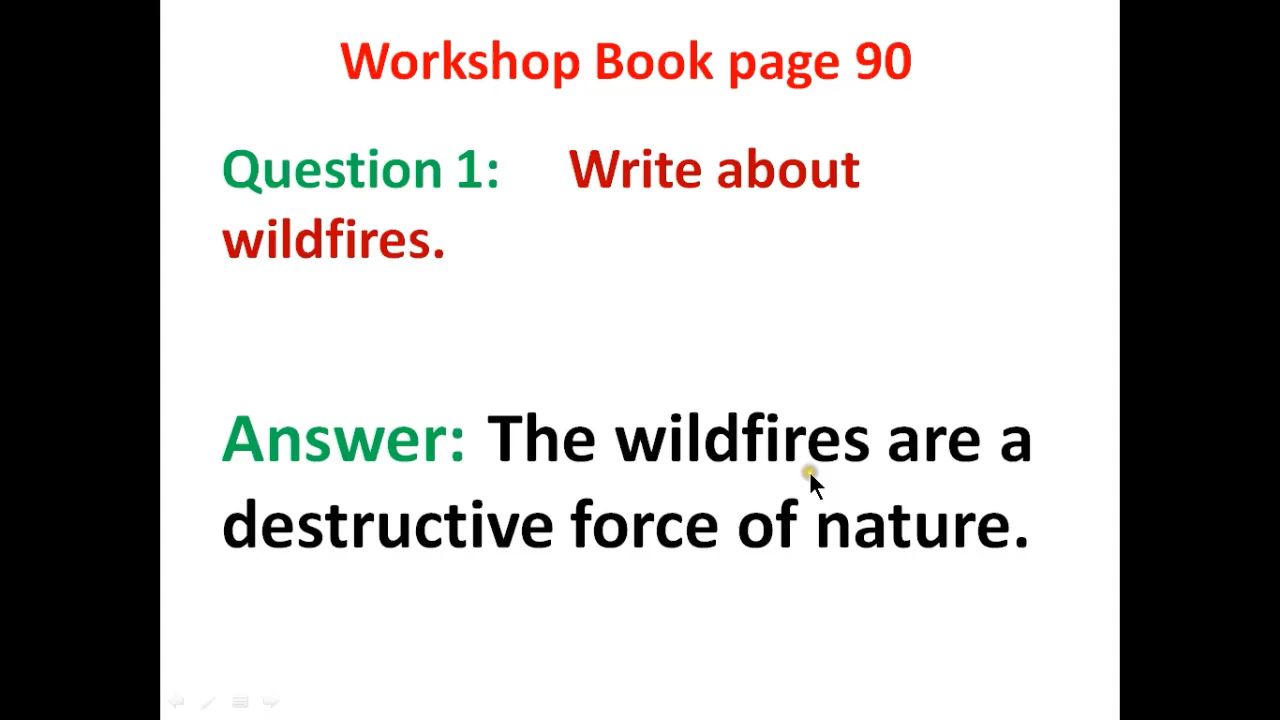 Workshop Book page 90
Question 1: Write about
wildfires.
Answer: The wildfires are a
destructive force of nature.